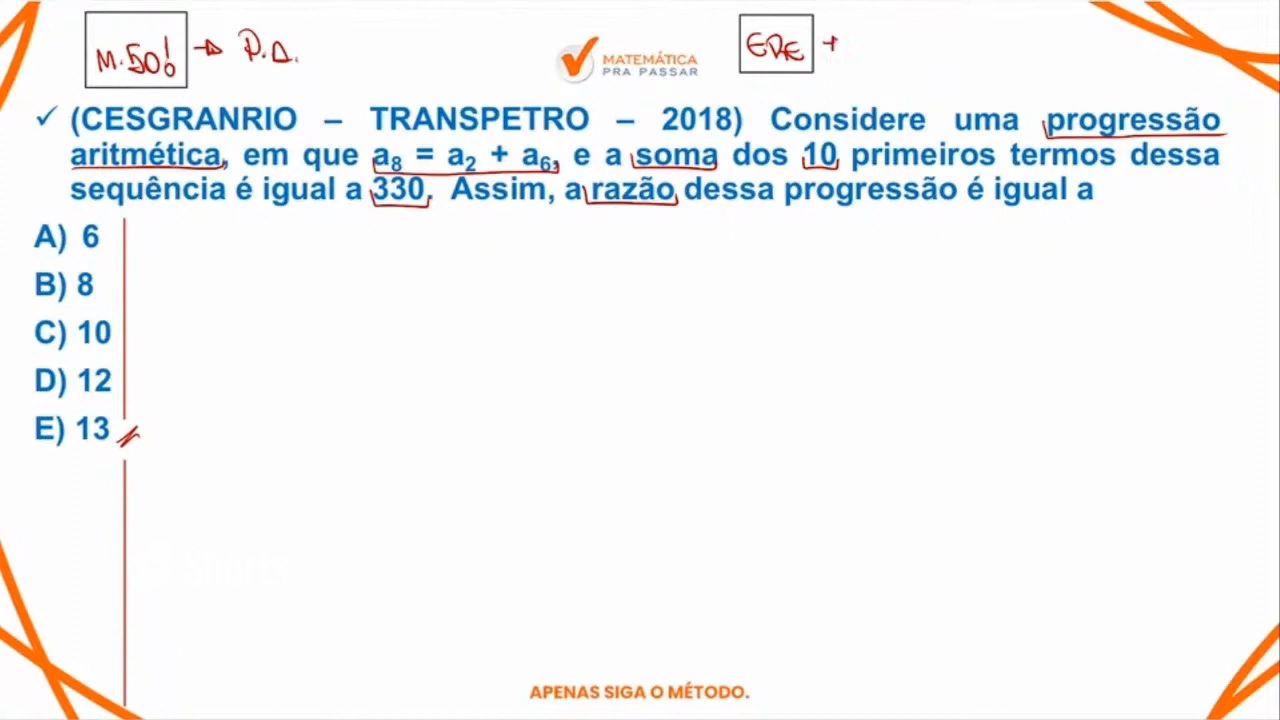 M.50! → P.A.
MATEMÁTICA
PRA PASSAR
✓ (CESGRANRIO – TRANSPETRO – 2018) Considere uma progressão
aritmética, em que a₈ = a₂ + a₆, e a soma dos 10 primeiros termos dessa
sequência é igual a 330. Assim, a razão dessa progressão é igual a
A) 6
B) 8
C) 10
D) 12
E) 13
APENAS SIGA O MÉTODO.